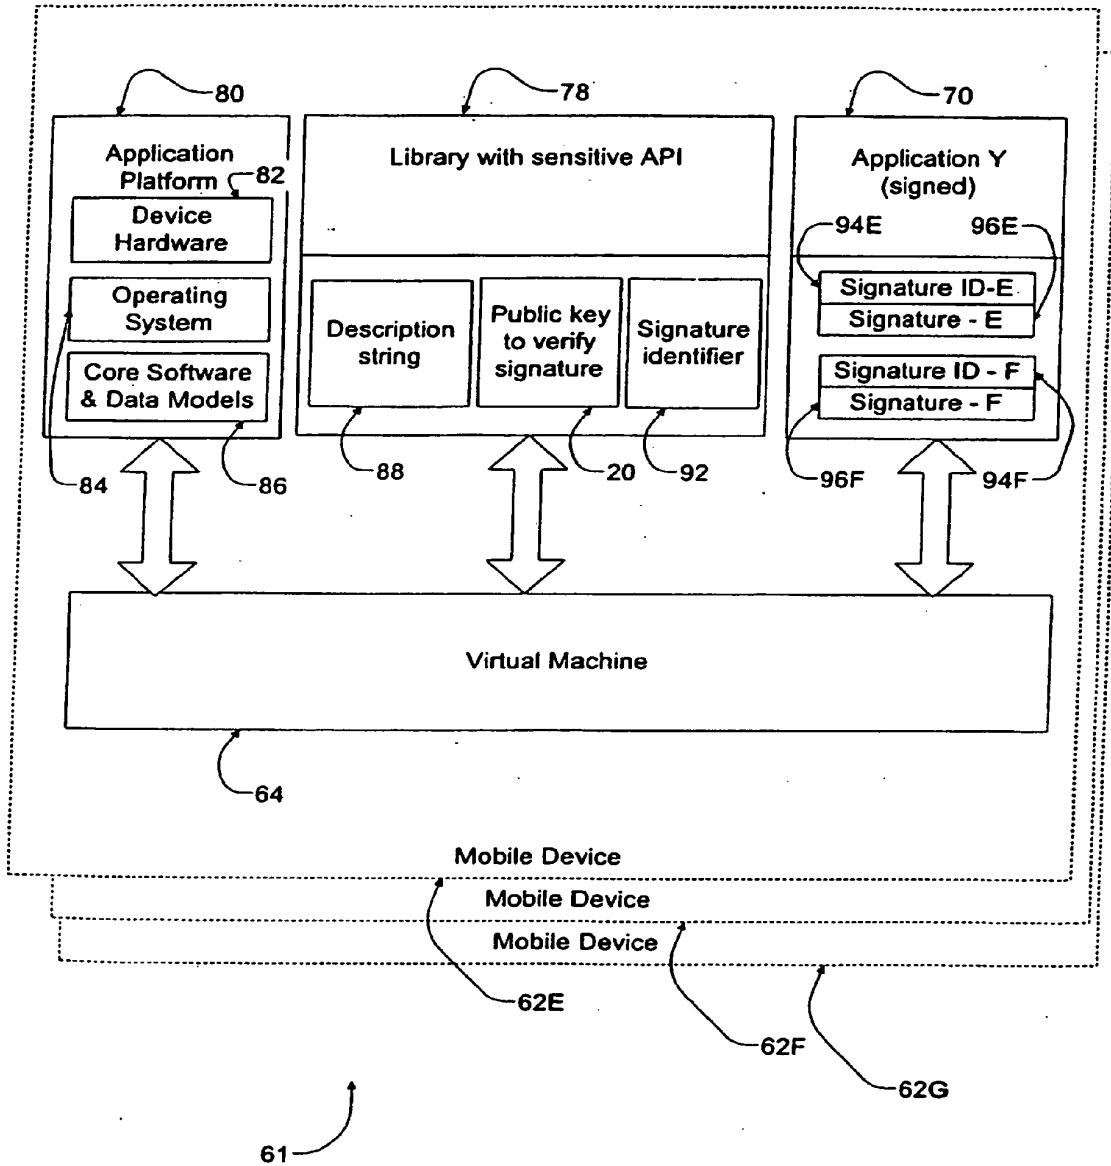 80
78
70
Application
Platform
82
Device
Hardware
Operating
System
Core Software
& Data Models
84
86
Library with sensitive API
Description
string
Public key
to verify
signature
Signature
identifier
88
20
92
Application Y
(signed)
94E
96E
Signature ID-E
Signature - E
Signature ID - F
Signature - F
96F
94F
Virtual Machine
64
Mobile Device
Mobile Device
Mobile Device
62E
62F
62G
61